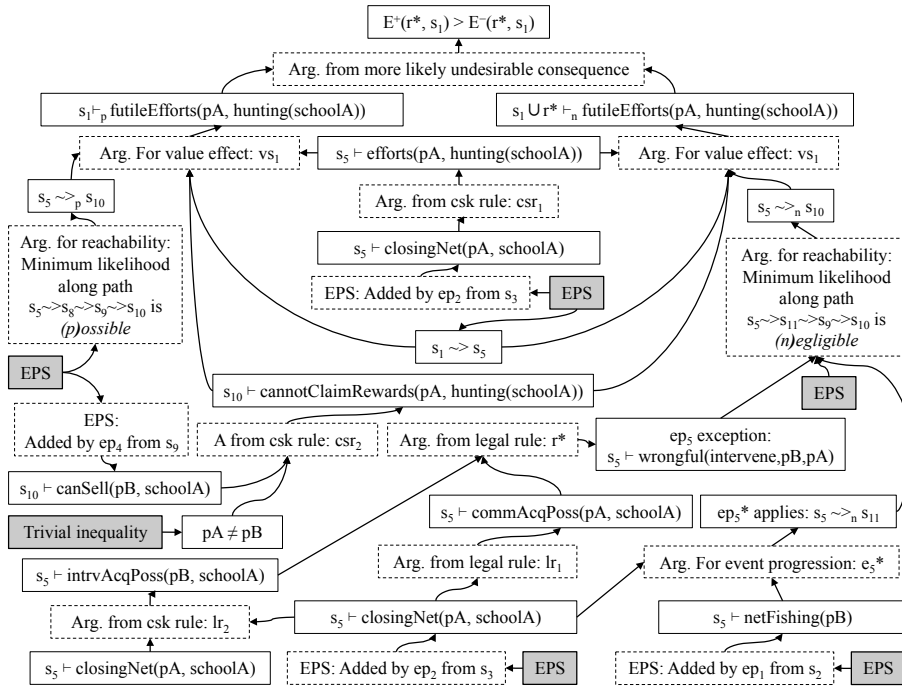 E⁺(r*, s₁) > E⁻(r*, s₁)
Arg. from more likely undesirable consequence
s₁⊢ₚ futileEfforts(pA, hunting(schoolA))
s₁∪r* ⊢ₙ futileEfforts(pA, hunting(schoolA))
Arg. For value effect: vs₁
s₅ ⊢ efforts(pA, hunting(schoolA))
Arg. For value effect: vs₁
s₅ ~>ₚ s₁₀
Arg. from csk rule: csr₁
s₅ ~>ₙ s₁₀
Arg. for reachability:
Minimum likelihood
along path
s₅~>s₈~>s₉~>s₁₀ is
(p)ossible
s₅ ⊢ closingNet(pA, schoolA)
EPS: Added by ep₂ from s₃
EPS
Arg. for reachability:
Minimum likelihood
along path
s₅~>s₁₁~>s₉~>s₁₀ is
(n)egligible
s₁ ~> s₅
EPS
EPS
s₁₀ ⊢ cannotClaimRewards(pA, hunting(schoolA))
EPS:
Added by ep₄ from s₉
A from csk rule: csr₂
Arg. from legal rule: r*
ep₅ exception:
s₅ ⊢ wrongful(intervene,pB,pA)
s₁₀ ⊢ canSell(pB, schoolA)
s₅ ⊢ commAcqPoss(pA, schoolA)
ep₅* applies: s₅ ~>ₙ s₁₁
Trivial inequality
pA ≠ pB
s₅ ⊢ intrvAcqPoss(pB, schoolA)
Arg. from legal rule: lr₁
Arg. For event progression: e₅*
Arg. from csk rule: lr₂
s₅ ⊢ closingNet(pA, schoolA)
s₅ ⊢ netFishing(pB)
s₅ ⊢ closingNet(pA, schoolA)
EPS: Added by ep₂ from s₃
EPS
EPS: Added by ep₁ from s₂
EPS